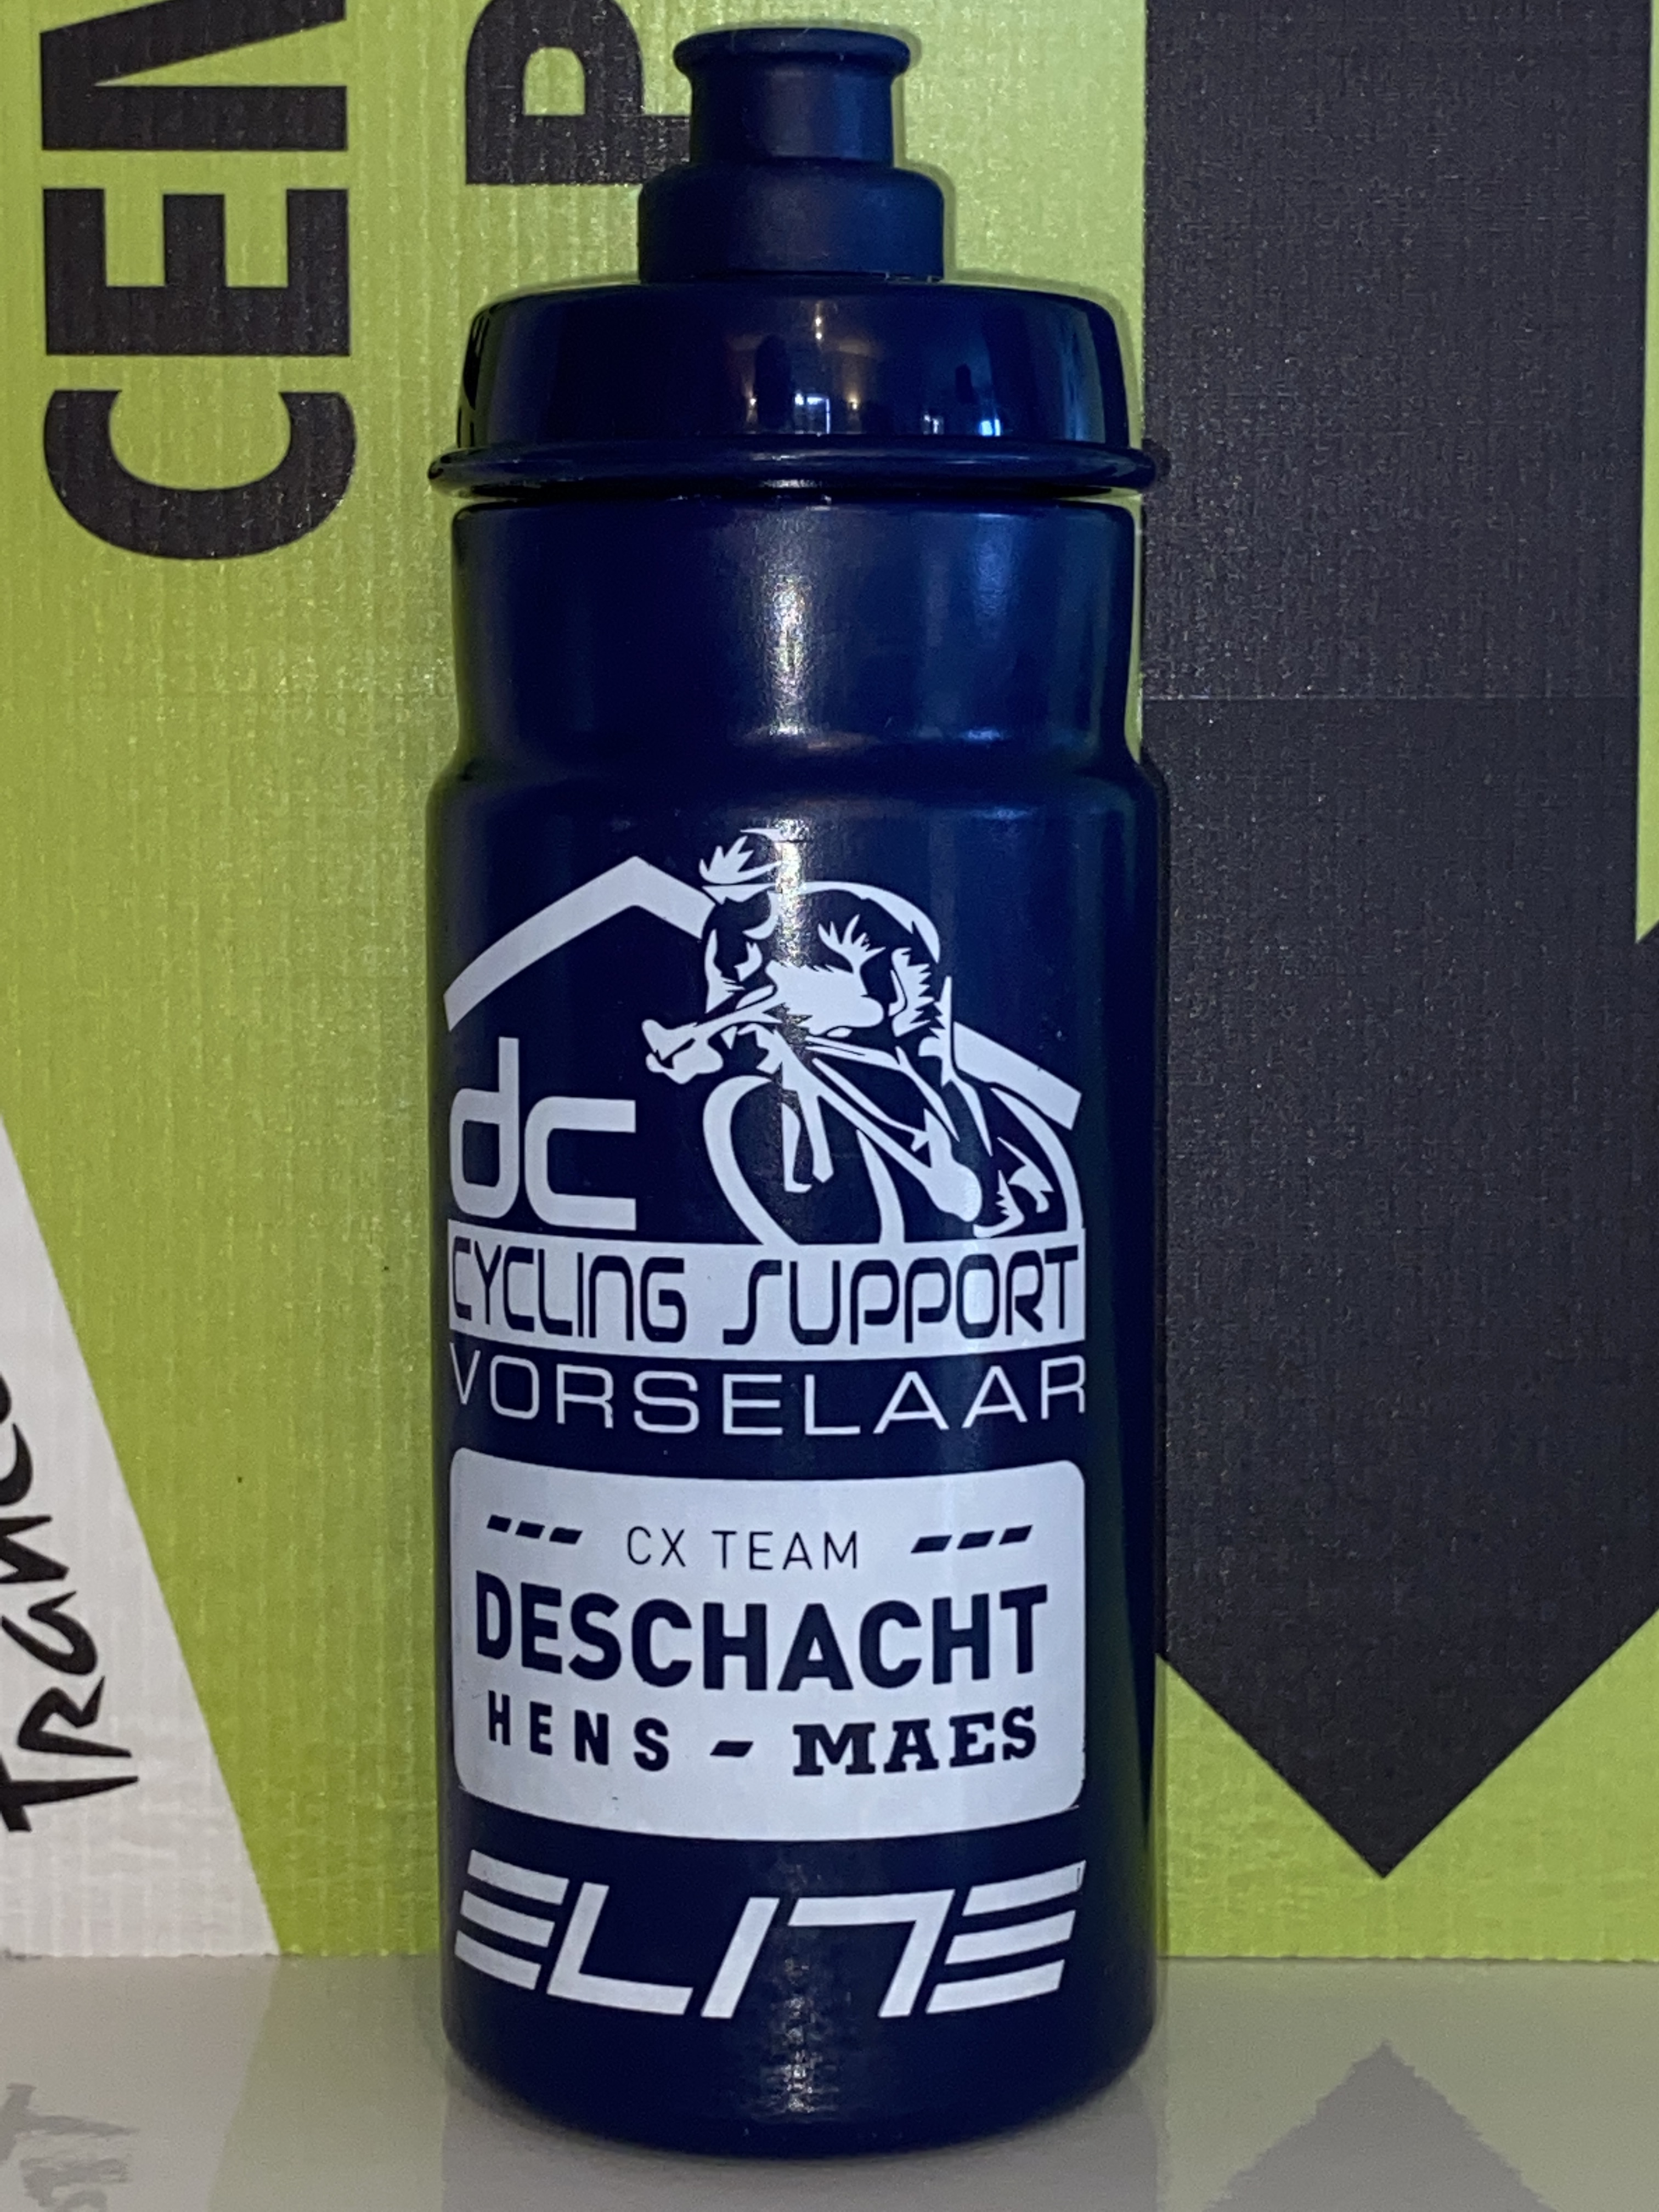 dc
CYCLING SUPPORT
VORSELAAR
CX TEAM
DESCHACHT
HENS - MAES
ELITE